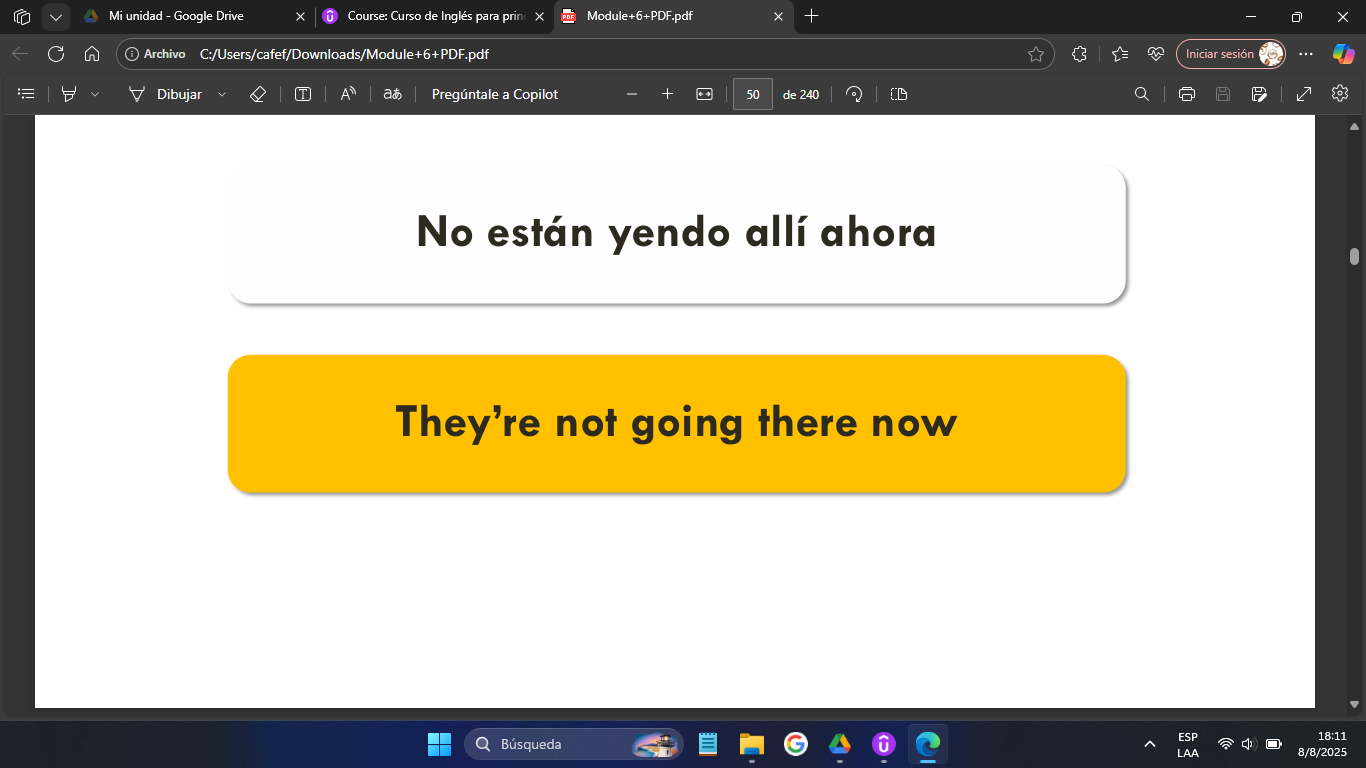 Mi unidad - Google Drive
Course: Curso de Inglés para prin
Module+6+PDF.pdf
Archivo C:/Users/cafef/Downloads/Module+6+PDF.pdf
Iniciar sesión
Dibujar
aあ
Pregúntale a Copilot
50 de 240
No están yendo allí ahora
They’re not going there now
Búsqueda
ESP
LAA
18:11
8/8/2025